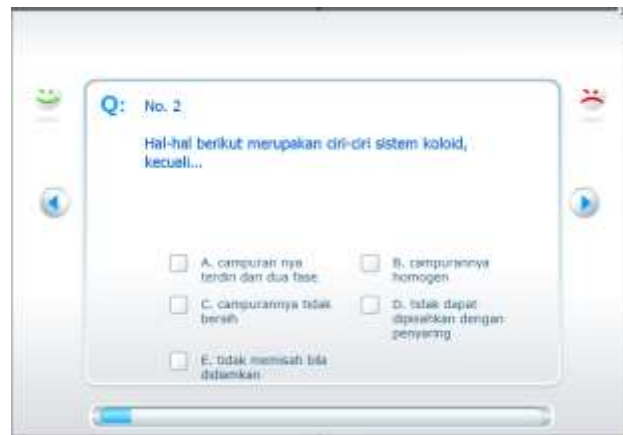 Q: No. 2
Hal-hal berikut merupakan ciri-ciri sistem koloid,
kecuali...
A. campuran nya
terdiri dari dua fase
B. campurannya
homogen
C. campurannya tidak
bersih
D. tidak dapat
dipisahkan dengan
penyaring
E. tidak memisah bila
didiamkan